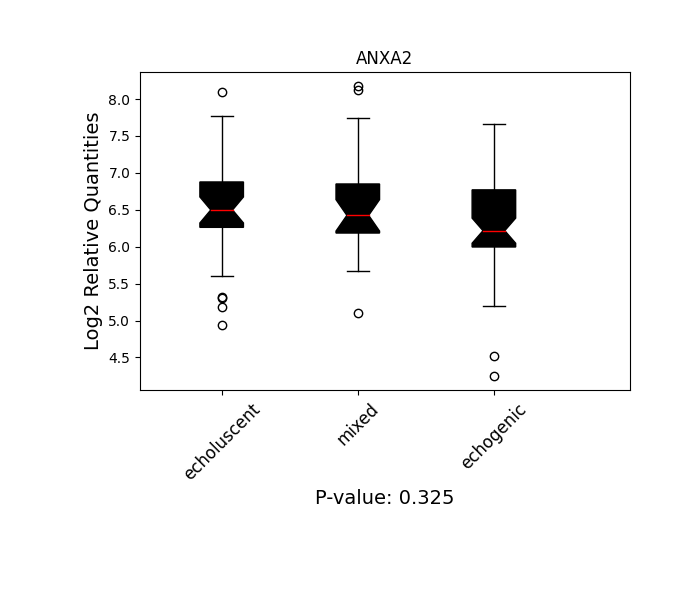 ANXA2
Log2 Relative Quantities
8.0
7.5
7.0
6.5
6.0
5.5
5.0
4.5
echoluscent
mixed
echogenic
P-value: 0.325